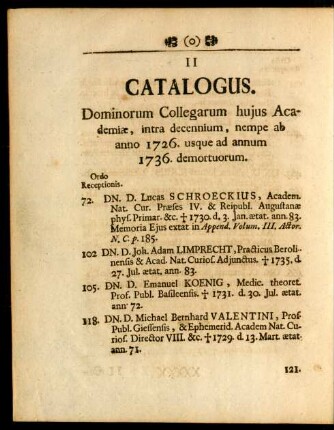 (o)
II
CATALOGUS.
Dominorum Collegarum hujus Aca-
demiæ, intra decennium, nempe ab
anno 1726. usque ad annum
1736. demortuorum.
Ordo
Receptionis.
72. DN. D. Lucas SCHROECKIUS, Academ.
Nat. Cur. Præses IV. & Reipubl. Augustanæ
phys. Primar. &c. † 1730. d. 3. Jan. ætat. ann. 83.
Memoria Ejus extat in Append. Volum. III. Actor.
N. C. p. 185.
102 DN. D. Joh. Adam LIMPRECHT, Practicus Beroli-
nensis & Acad. Nat. Curios. Adjunctus. † 1735. d.
27. Jul. ætat. ann. 83.
105. DN. D. Emanuel KOENIG, Medic. theoret.
Prof. Publ. Basileensis. † 1731. d. 30. Jul. ætat.
ann. 72.
118. DN. D. Michael Bernhard VALENTINI, Prof.
Publ. Giessensis, & Ephemerid. Academ Nat. Cu-
rios. Director VIII. &c. † 1729. d. 13. Mart. ætat.
ann. 71.
121.